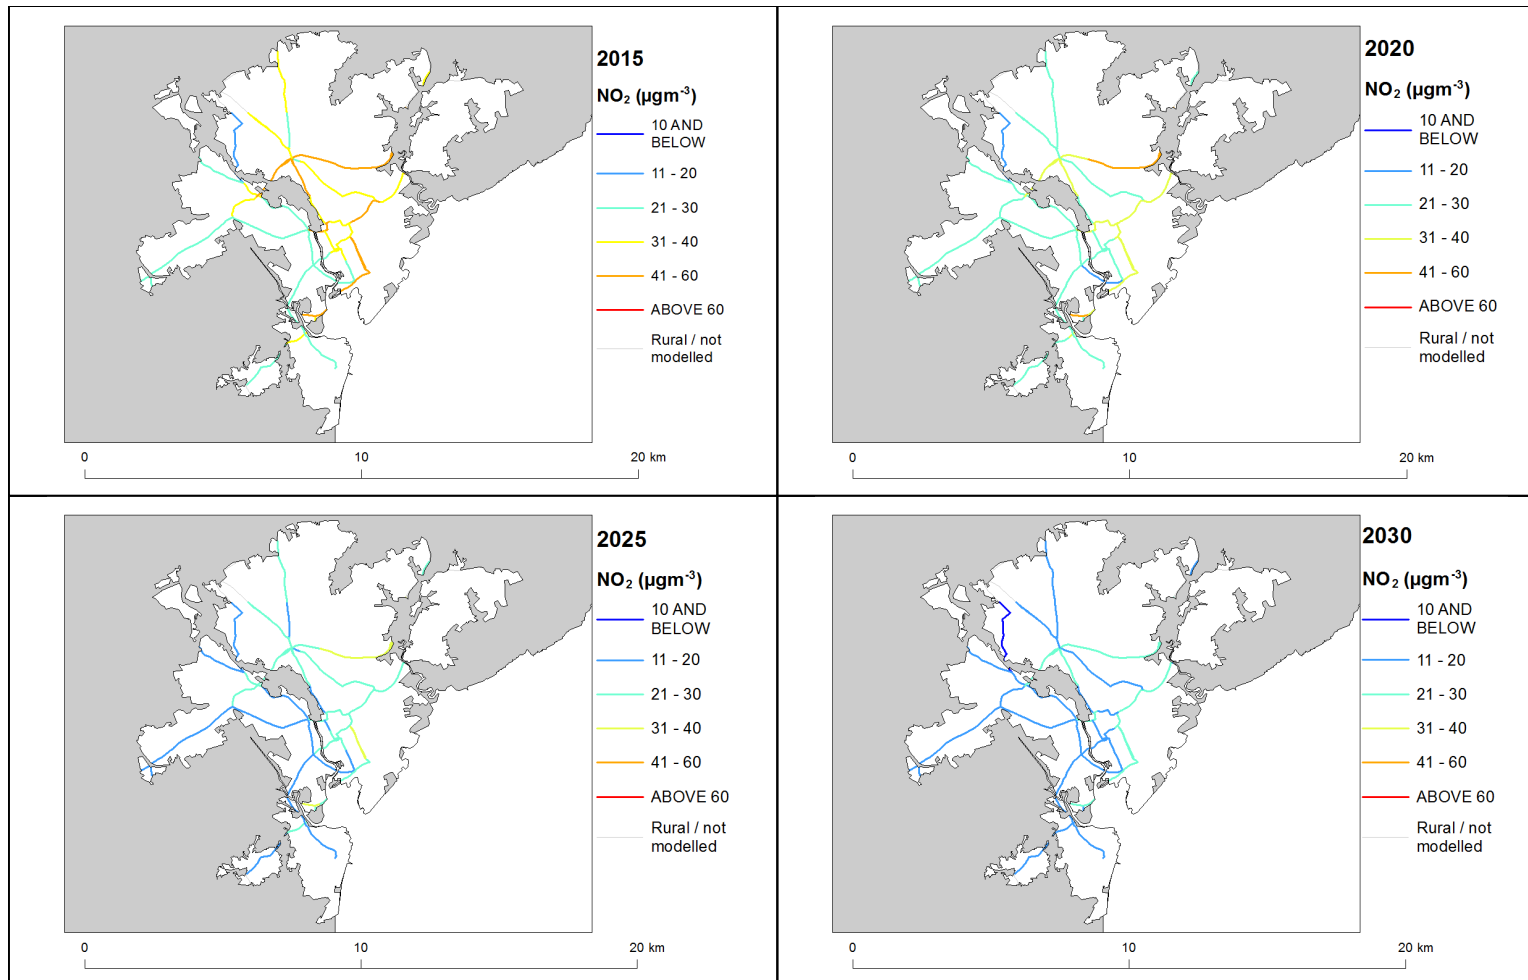 2015
NO₂ (µgm⁻³)
10 AND
BELOW
11 - 20
21 - 30
31 - 40
41 - 60
ABOVE 60
Rural / not
modelled
0 10 20 km
2020
NO₂ (µgm⁻³)
10 AND
BELOW
11 - 20
21 - 30
31 - 40
41 - 60
ABOVE 60
Rural / not
modelled
0 10 20 km
2025
NO₂ (µgm⁻³)
10 AND
BELOW
11 - 20
21 - 30
31 - 40
41 - 60
ABOVE 60
Rural / not
modelled
0 10 20 km
2030
NO₂ (µgm⁻³)
10 AND
BELOW
11 - 20
21 - 30
31 - 40
41 - 60
ABOVE 60
Rural / not
modelled
0 10 20 km